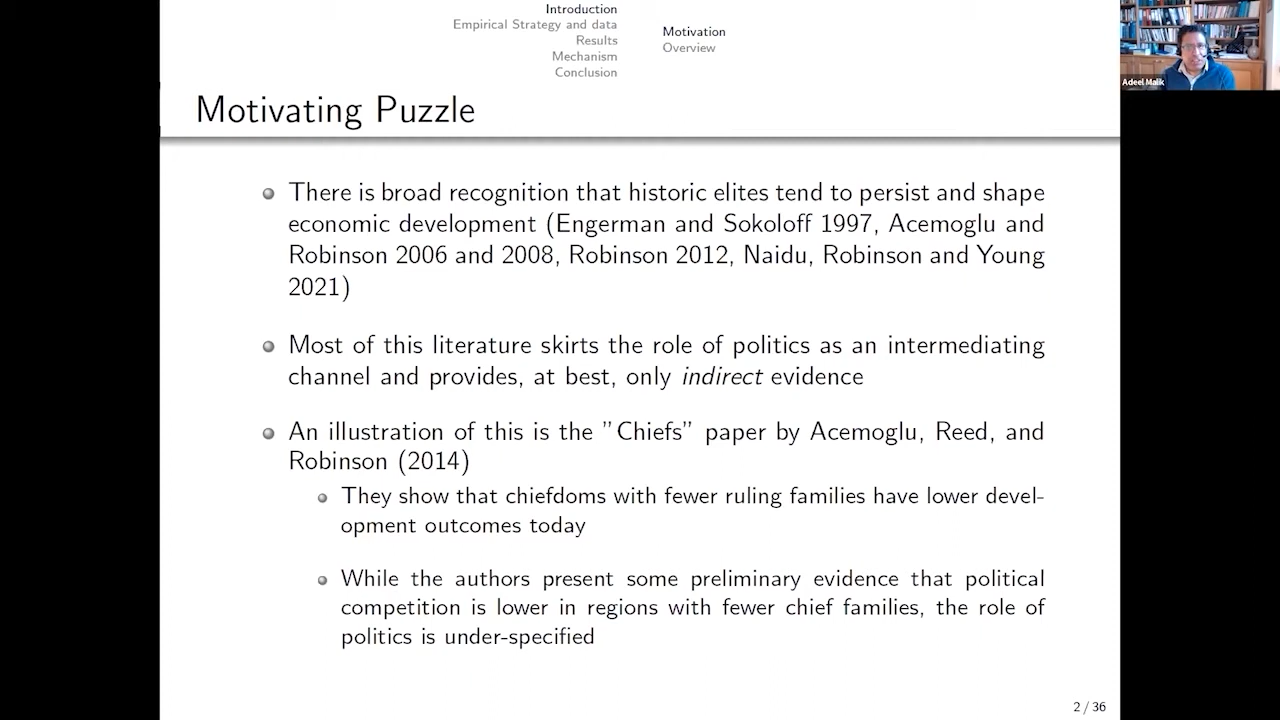 Introduction
Empirical Strategy and data
Results
Mechanism
Conclusion
Motivation
Overview
Adeel Malik
Motivating Puzzle
There is broad recognition that historic elites tend to persist and shape
economic development (Engerman and Sokoloff 1997, Acemoglu and
Robinson 2006 and 2008, Robinson 2012, Naidu, Robinson and Young
2021)
Most of this literature skirts the role of politics as an intermediating
channel and provides, at best, only indirect evidence
An illustration of this is the ”Chiefs” paper by Acemoglu, Reed, and
Robinson (2014)
They show that chiefdoms with fewer ruling families have lower devel-
opment outcomes today
While the authors present some preliminary evidence that political
competition is lower in regions with fewer chief families, the role of
politics is under-specified
2 / 36